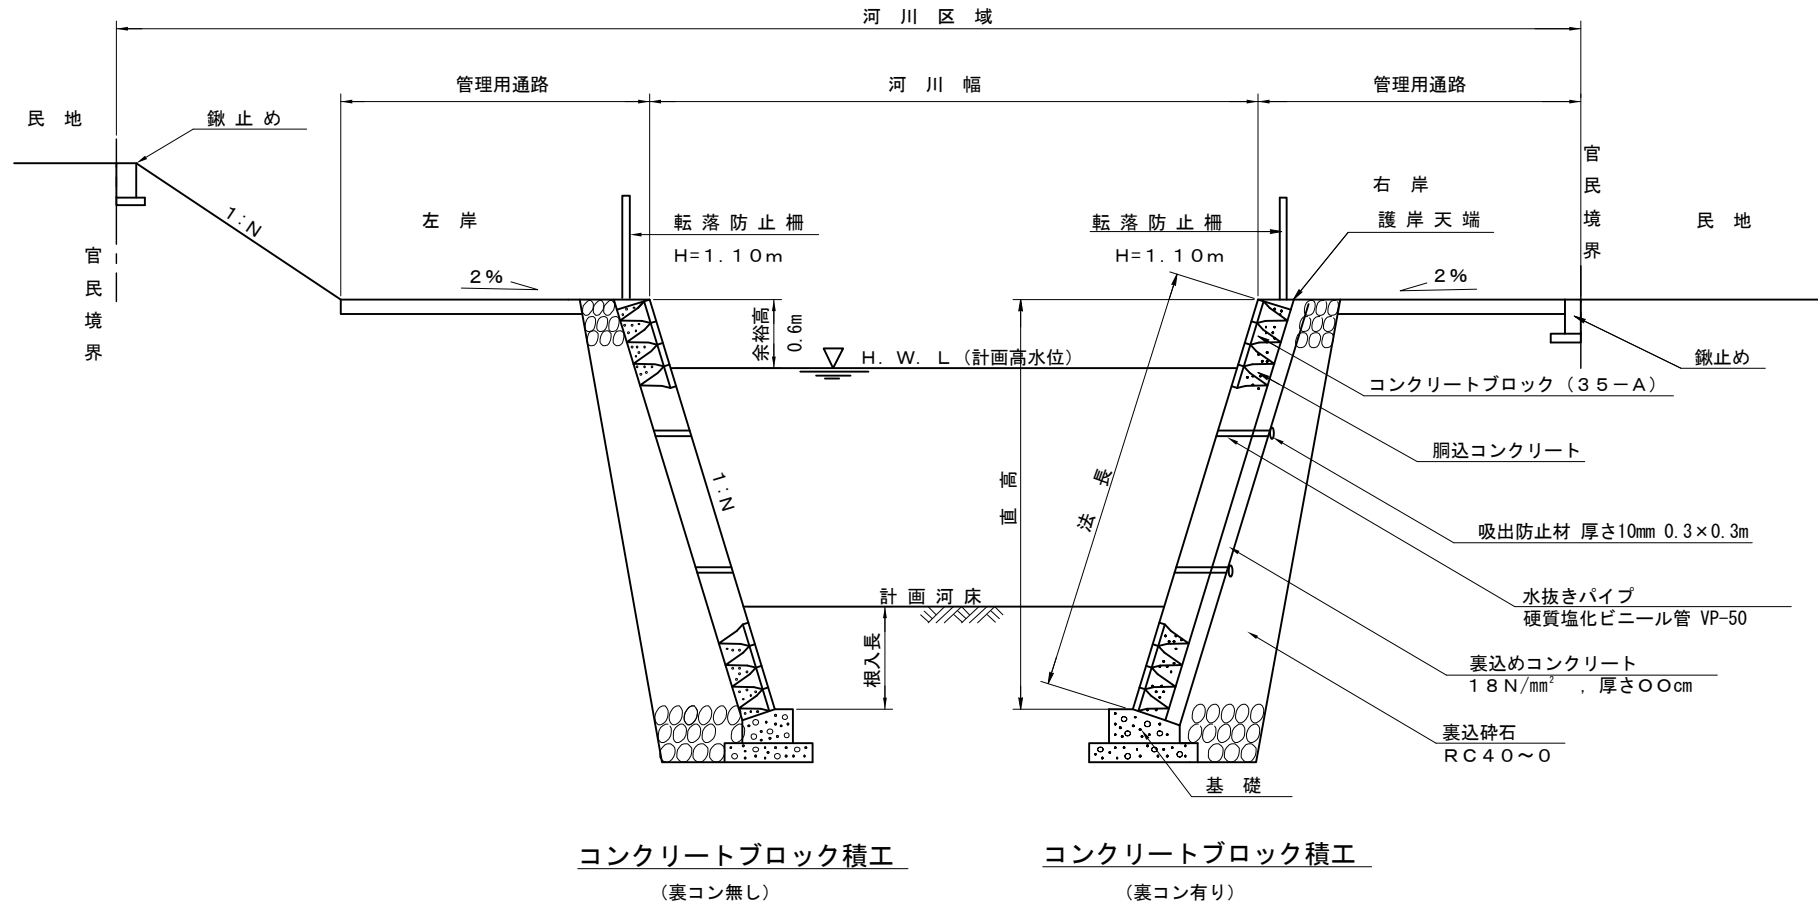 河 川 区 域
管理用通路
河 川 幅
管理用通路
民 地
鍬 止 め
官民境界
右 岸
左 岸
1:N
転 落 防 止 柵
H=1.10m
転 落 防 止 柵
H=1.10m
護 岸 天 端
民 地
官民境界
2%
2%
余裕高
0.6m
H. W. L (計画高水位)
鍬止め
コンクリートブロック (35-A)
胴込コンクリート
1:N
直 高
法 長
吸出防止材 厚さ10mm 0.3×0.3m
計 画 河 床
水抜きパイプ
硬質塩化ビニール管 VP-50
根入長
裏込めコンクリート
18N/mm² , 厚さ○○cm
裏込砕石
RC40~0
基 礎
コンクリートブロック積工
(裏コン無し)
コンクリートブロック積工
(裏コン有り)